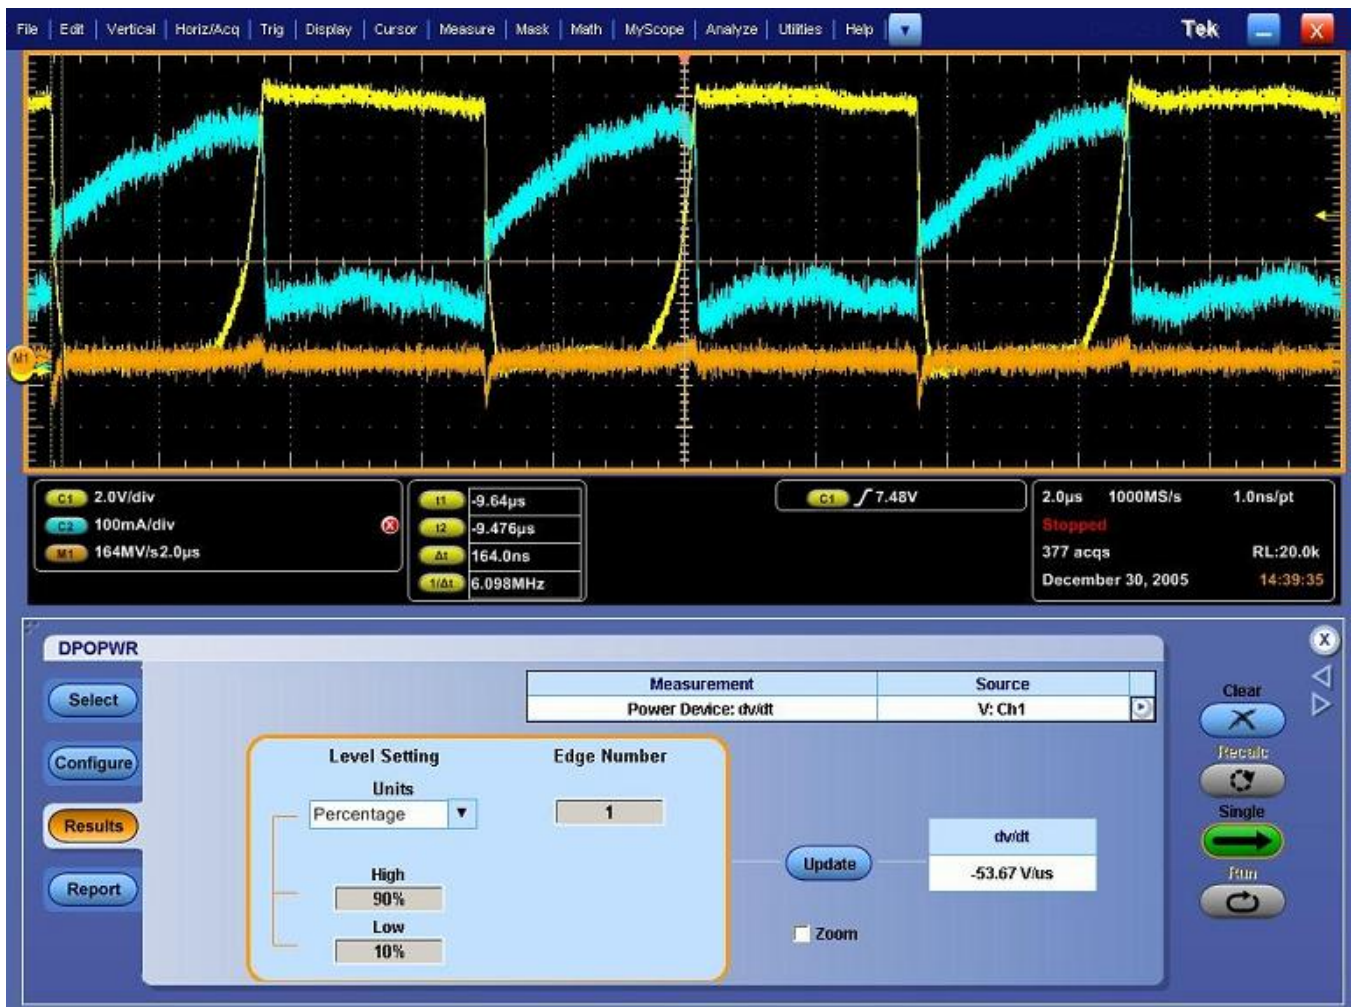 File | Edit | Vertical | Horiz/Acq | Trig | Display | Cursor | Measure | Mask | Math | MyScope | Analyze | Utilities | Help Tek X
M1
C1 2.0V/div
C2 100mA/div
M1 164MV/s2.0µs
t1 -9.64µs
t2 -9.476µs
Δt 164.0ns
1/Δt 6.098MHz
C1 7.48V
2.0µs 1000MS/s 1.0ns/pt
Stopped
377 acqs RL:20.0k
December 30, 2005 14:39:35
DPOPWR
Select
Configure
Results
Report
Measurement Source
Power Device: dv/dt V: Ch1
Level Setting Edge Number
Units
Percentage 1
High
90%
Low
10%
Update
Zoom
dv/dt
-53.67 V/us
X
Clear
Recalc
Single
Run